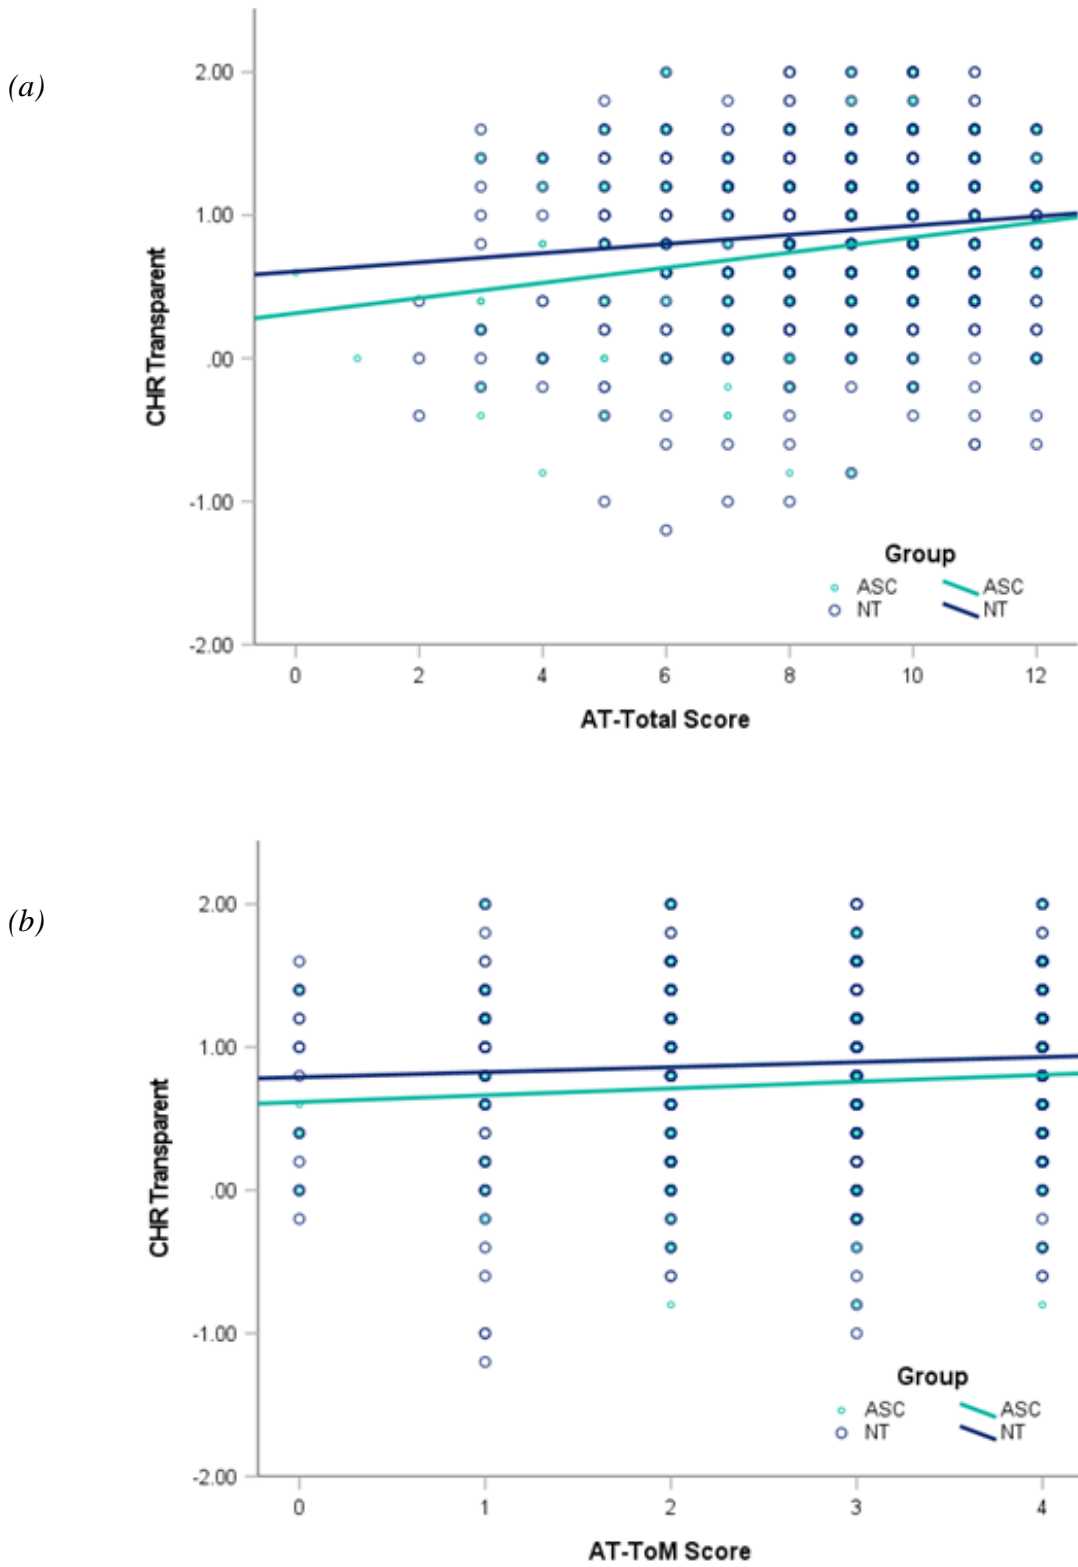 (a)
CHR Transparent
2.00
1.00
.00
-1.00
-2.00
0 2 4 6 8 10 12
AT-Total Score
Group
ASC ASC
NT NT
(b)
CHR Transparent
2.00
1.00
.00
-1.00
-2.00
0 1 2 3 4
AT-ToM Score
Group
ASC ASC
NT NT